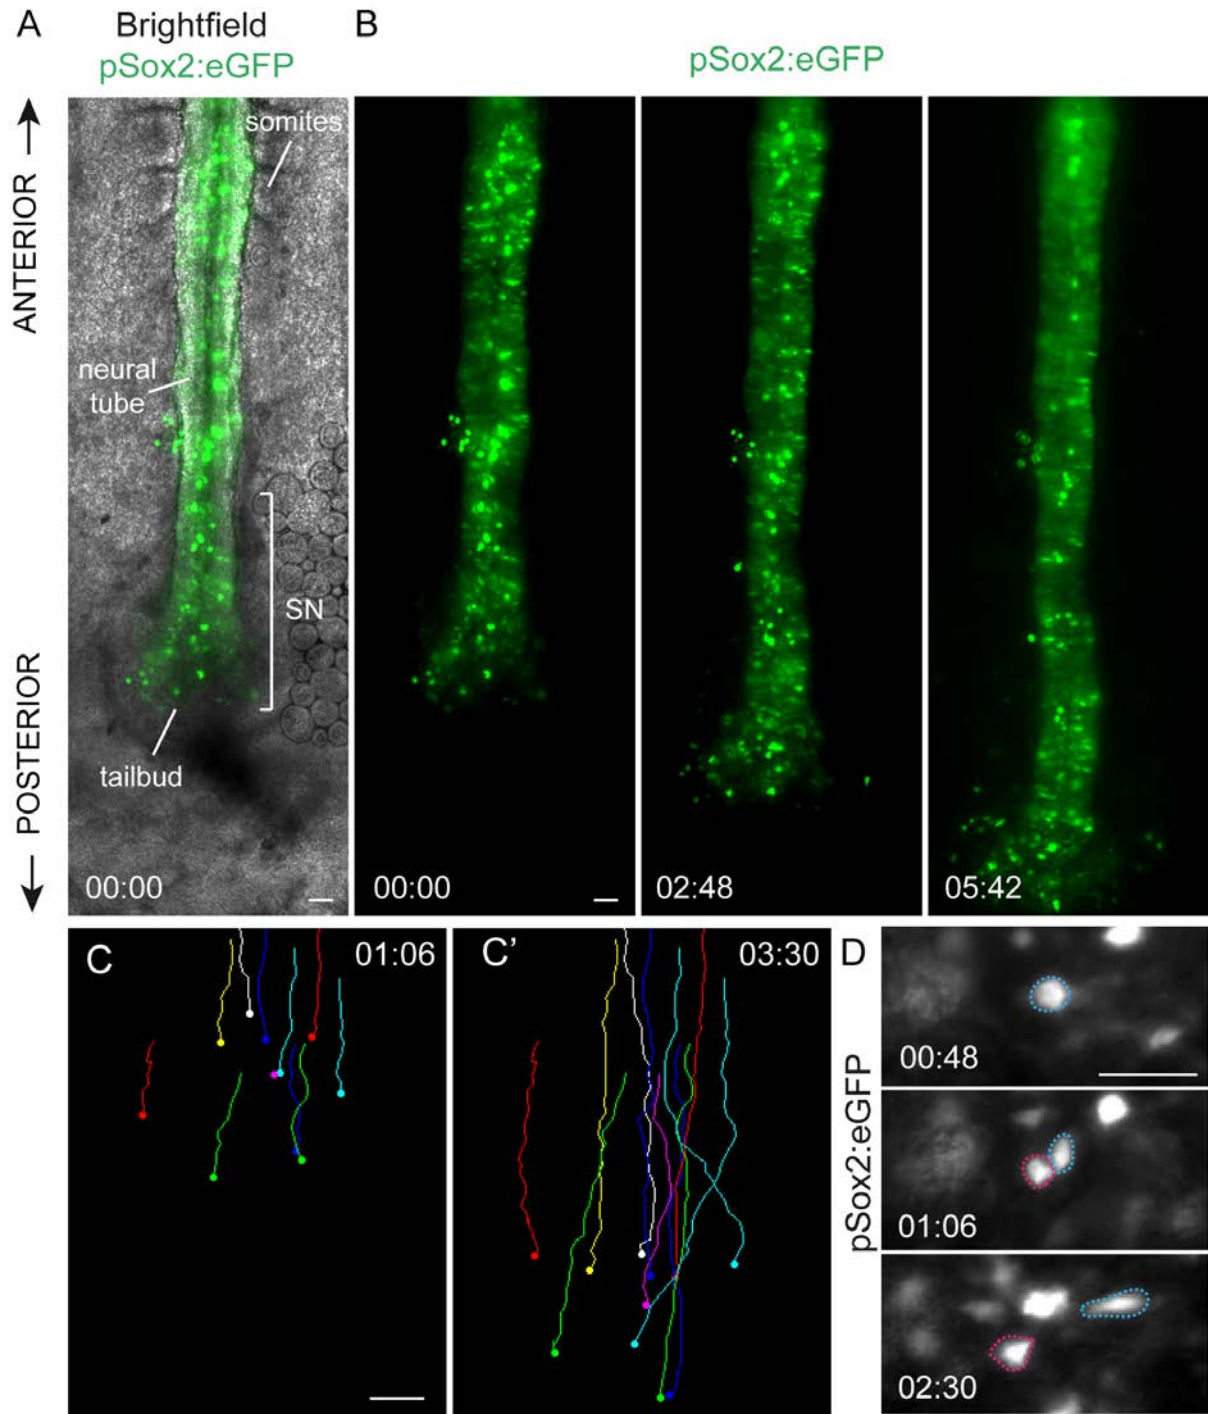 A
Brightfield
pSox2:eGFP
B
pSox2:eGFP
ANTERIOR
POSTERIOR
somites
neural
tube
SN
tailbud
00:00
00:00
02:48
05:42
C
01:06
C'
03:30
D
pSox2:eGFP
00:48
01:06
02:30